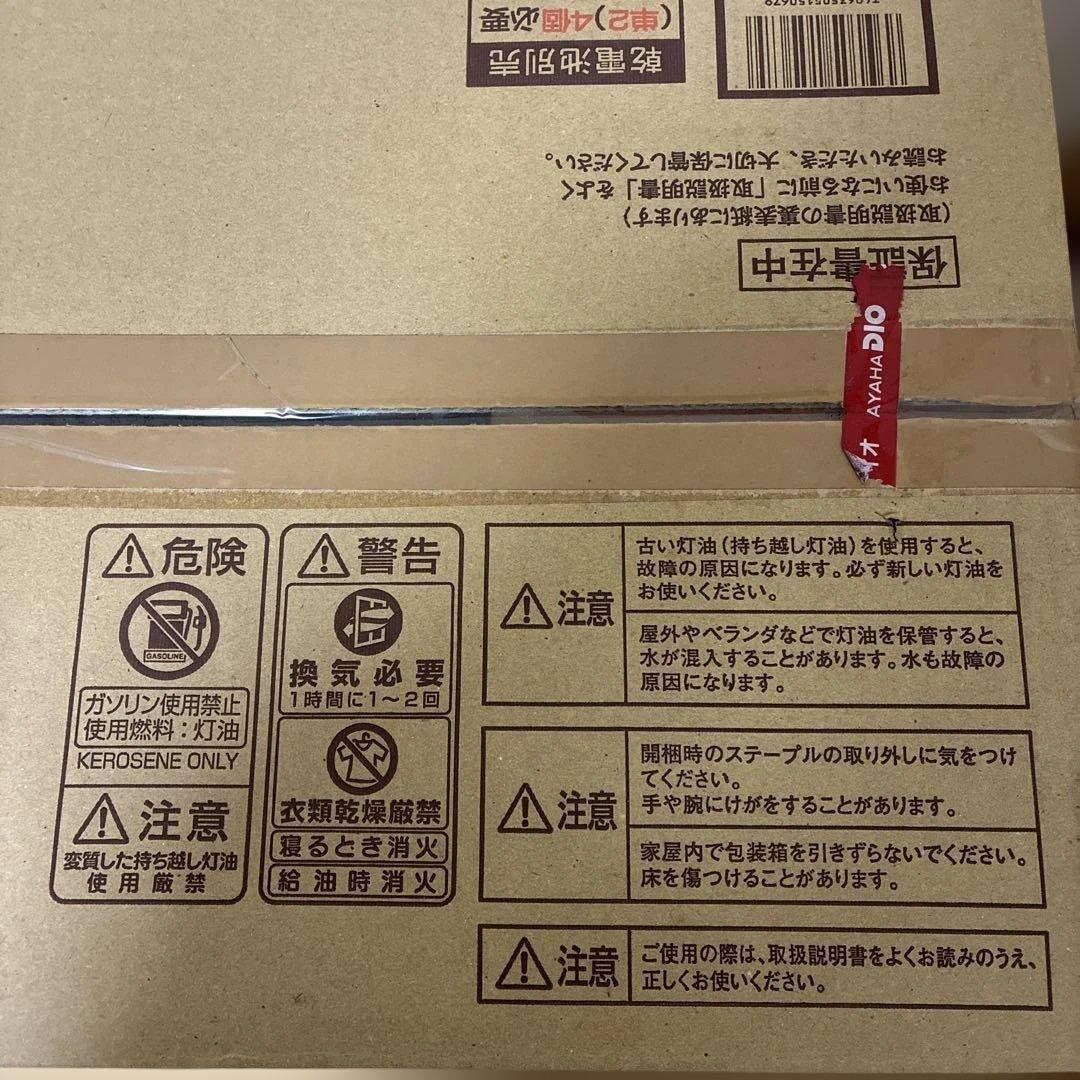 乾電池別売
(単2)4個必要
保証書在中
(取扱説明書の裏表紙にあります)
お使いになる前に「取扱説明書」をよく
お読みいただき、大切に保管してください。
AYAHA DIO
イオ
危険
GASOLINE
ガソリン使用禁止
使用燃料:灯油
KEROSENE ONLY
注意
変質した持ち越し灯油
使用厳禁
警告
換気必要
1時間に1～2回
衣類乾燥厳禁
寝るとき消火
給油時消火
注意
古い灯油(持ち越し灯油)を使用すると、
故障の原因になります。必ず新しい灯油を
お使いください。
屋外やベランダなどで灯油を保管すると、
水が混入することがあります。水も故障の
原因になります。
注意
開梱時のステープルの取り外しに気をつけ
てください。
手や腕にけがをすることがあります。
家屋内で包装箱を引きずらないでください。
床を傷つけることがあります。
注意
ご使用の際は、取扱説明書をよくお読みのうえ、
正しくお使いください。